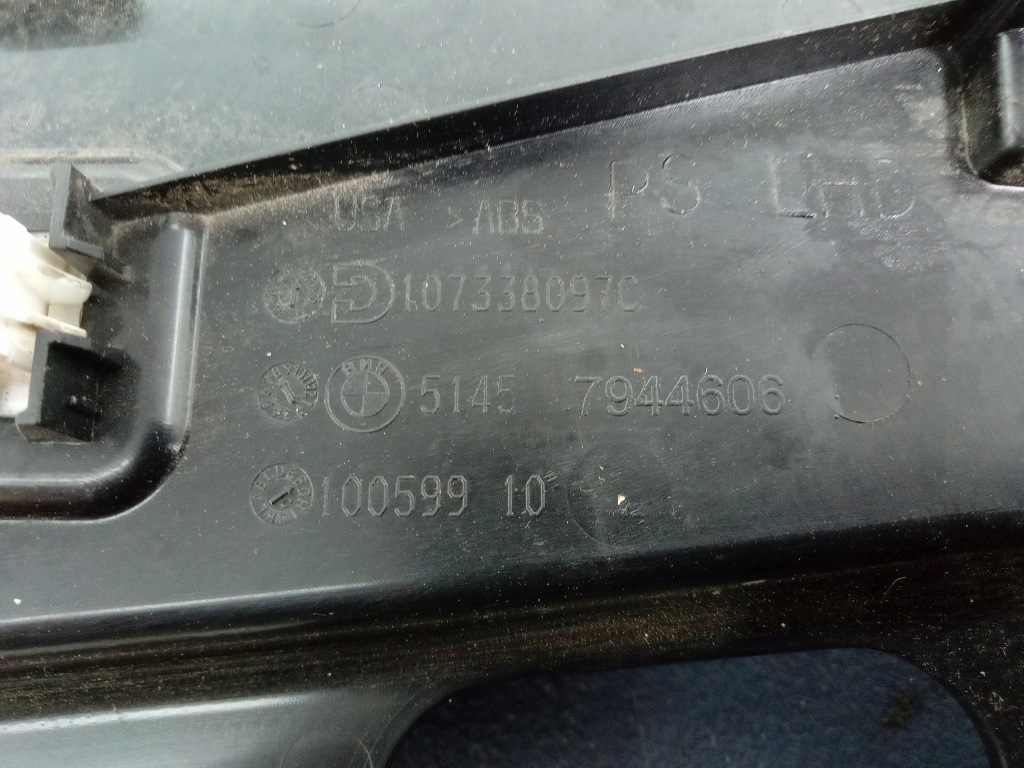 USA >ABS PS LHD
107338097C
BMW 5145 7944606
100599 10